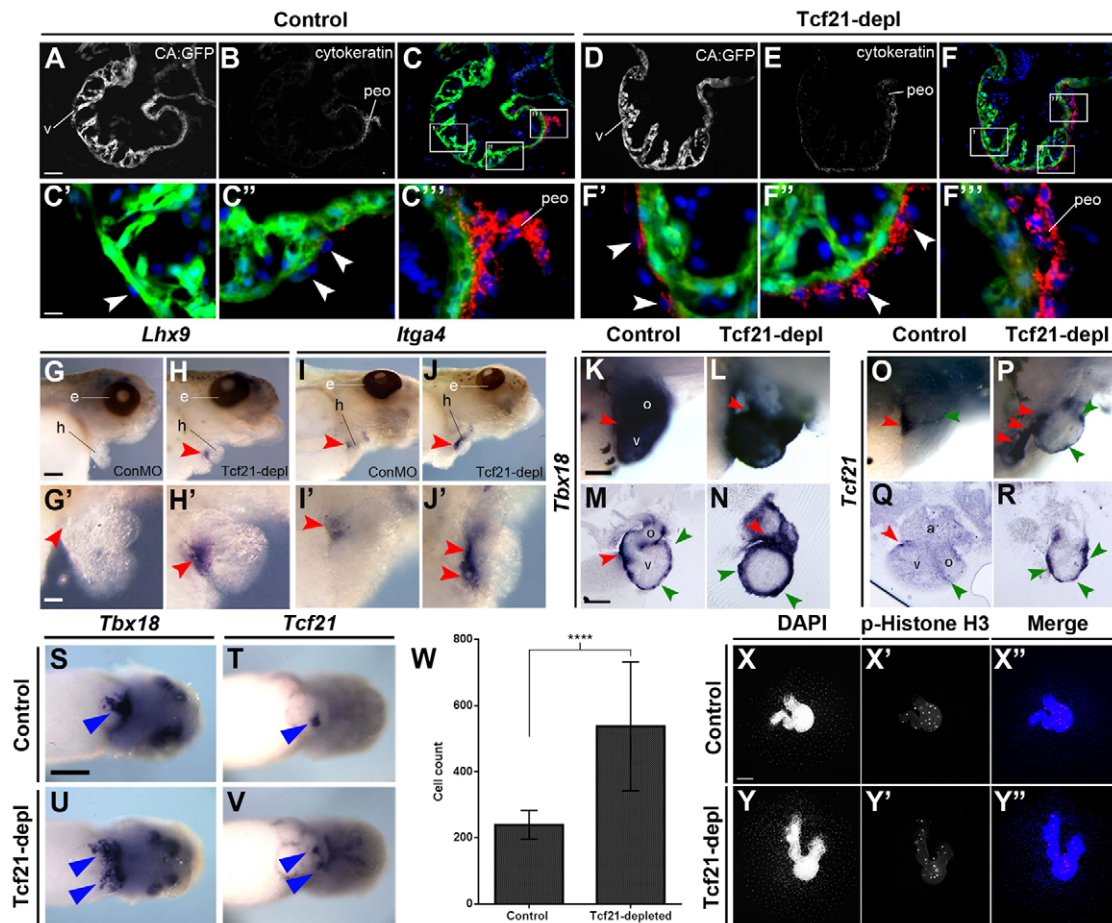 Control
Tcf21-depl
A
CA:GFP
v
B
cytokeratin
peo
C
'
''
'''
D
CA:GFP
v
E
cytokeratin
peo
F
'
''
'''
C'
C''
C'''
peo
F'
F''
F'''
peo
Lhx9
Itga4
Control
Tcf21-depl
Control
Tcf21-depl
G
e
h
ConMO
H
e
h
Tcf21-depl
I
e
h
ConMO
J
e
h
Tcf21-depl
G'
H'
I'
J'
Tbx18
K
o
v
L
M
o
v
N
Tcf21
O
P
Q
a
v
o
R
Tbx18
Tcf21
Control
Tcf21-depl
S
T
U
V
W
****
Cell count
800
600
400
200
0
Control
Tcf21-depleted
DAPI
p-Histone H3
Merge
Control
X
X'
X''
Tcf21-depl
Y
Y'
Y''